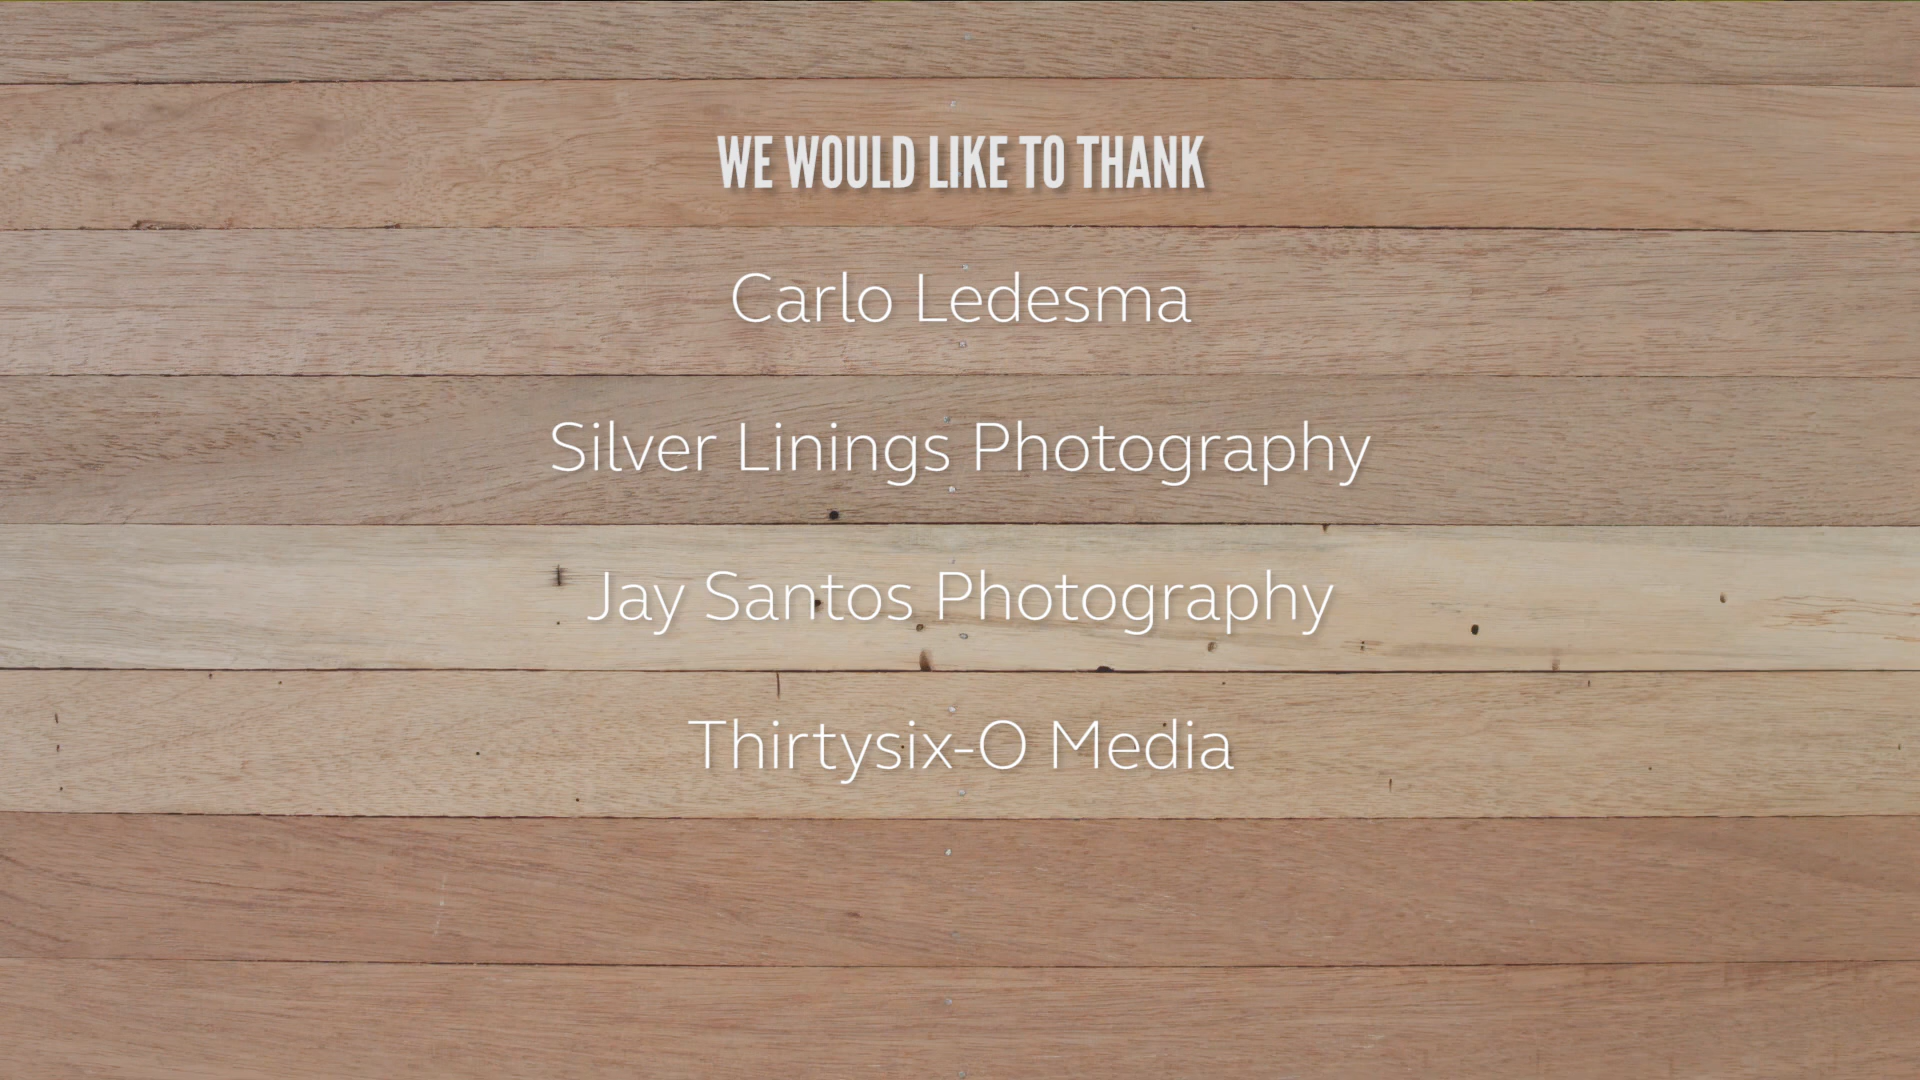 WE WOULD LIKE TO THANK
Carlo Ledesma
Silver Linings Photography
Jay Santos Photography
Thirtysix-O Media